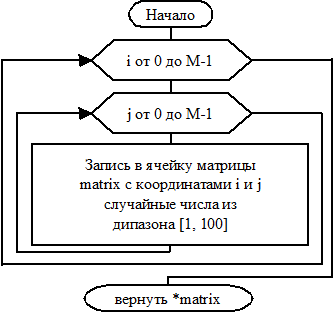 Начало
i от 0 до M-1
j от 0 до M-1
Запись в ячейку матрицы
matrix с координатами i и j
случайные числа из
дипазона [1, 100]
вернуть *matrix